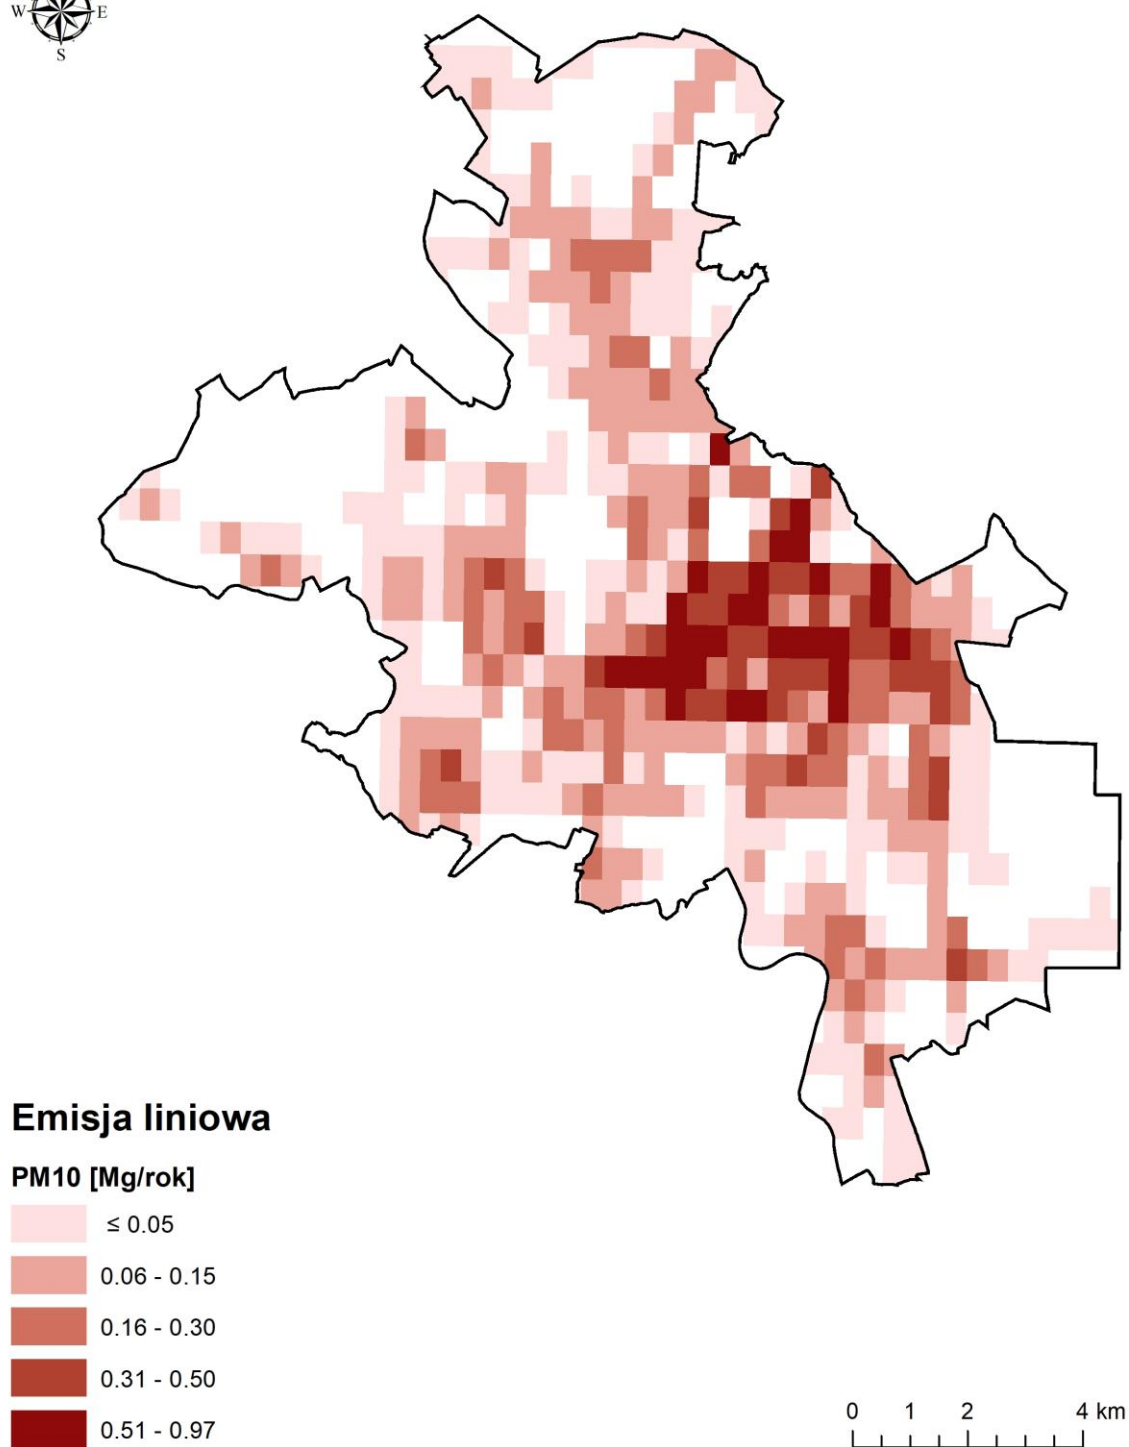 W E
S
Emisja liniowa
PM10 [Mg/rok]
≤ 0.05
0.06 - 0.15
0.16 - 0.30
0.31 - 0.50
0.51 - 0.97
0 1 2 4 km